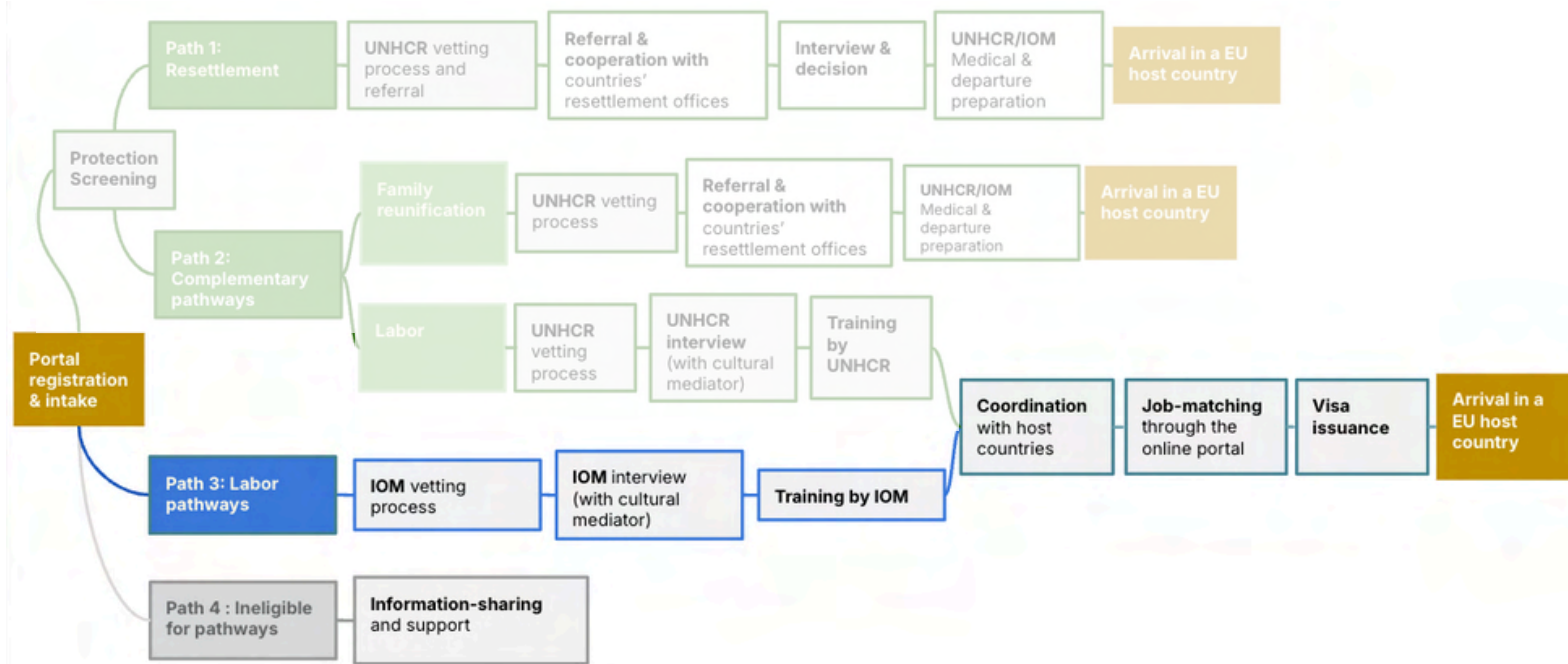 Path 1:
Resettlement
UNHCR vetting
process and
referral
Referral &
cooperation with
countries’
resettlement offices
Interview &
decision
UNHCR/IOM
Medical &
departure
preparation
Arrival in a EU
host country
Protection
Screening
Family
reunification
UNHCR vetting
process
Referral &
cooperation with
countries’
resettlement offices
UNHCR/IOM
Medical &
departure
preparation
Arrival in a EU
host country
Path 2:
Complementary
pathways
Labor
UNHCR
vetting
process
UNHCR
interview
(with cultural
mediator)
Training
by
UNHCR
Portal
registration
& intake
Coordination
with host
countries
Job-matching
through the
online portal
Visa
issuance
Arrival in a
EU host
country
Path 3: Labor
pathways
IOM vetting
process
IOM interview
(with cultural
mediator)
Training by IOM
Path 4 : Ineligible
for pathways
Information-sharing
and support